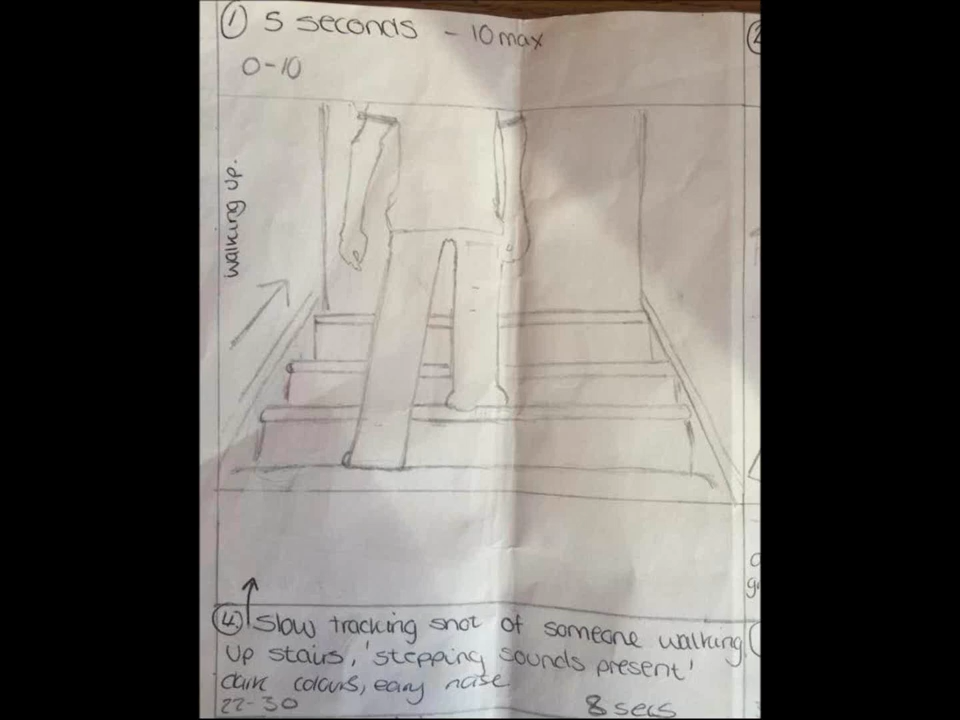 ① 5 seconds - 10 max
0-10
walking up.
④ Slow tracking shot of someone walking
up stairs, 'stepping sounds present'
dark colours, eary noise
22-30 8 secs